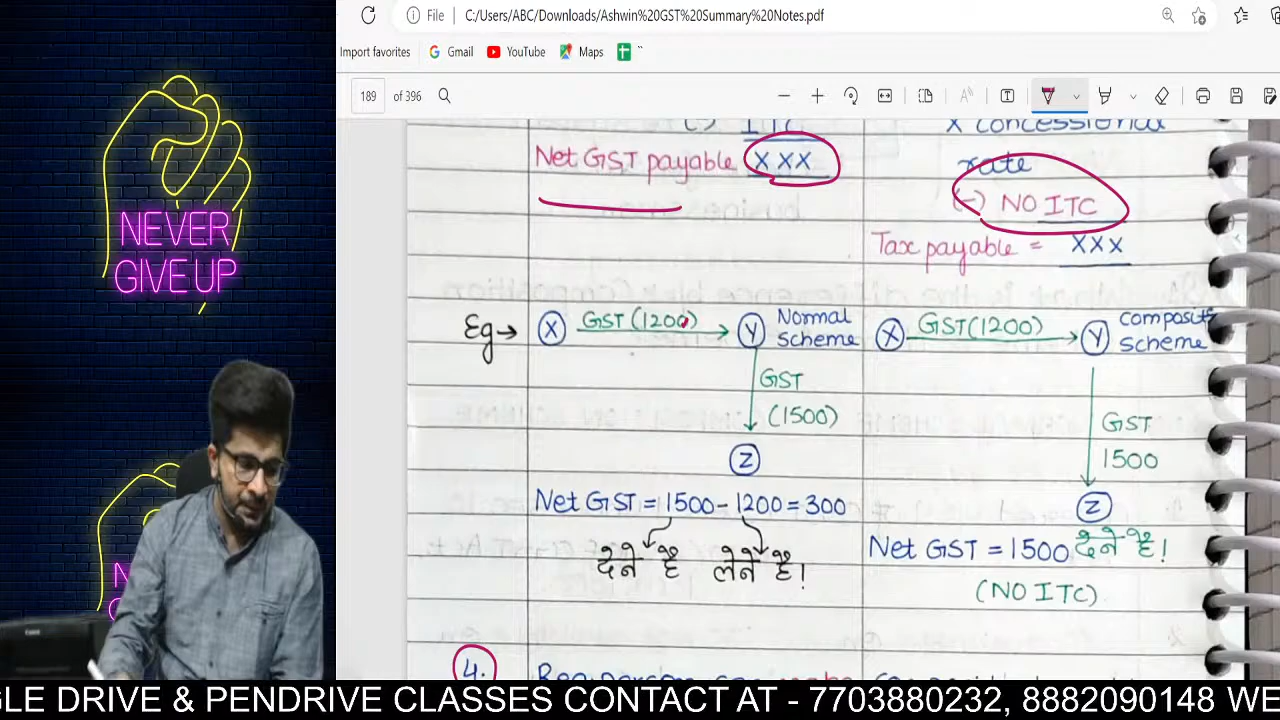 File C:/Users/ABC/Downloads/Ashwin%20GST%20Summary%20Notes.pdf
Import favorites Gmail YouTube Maps
189 of 396
(-) ITC
X concessional
Net GST payable XXX
rate
(-) NO ITC
Tax payable = XXX
Eg→ X GST (1200) Y Normal scheme X GST(1200) Y scheme
GST
(1500)
GST
1500
Z
Net GST = 1500 - 1200 = 300
Z
देने है लेने है!
Net GST = 1500 देने है!
(NO ITC)
4.
NEVER
GIVE UP
GLE DRIVE & PENDRIVE CLASSES CONTACT AT - 7703880232, 8882090148 WE